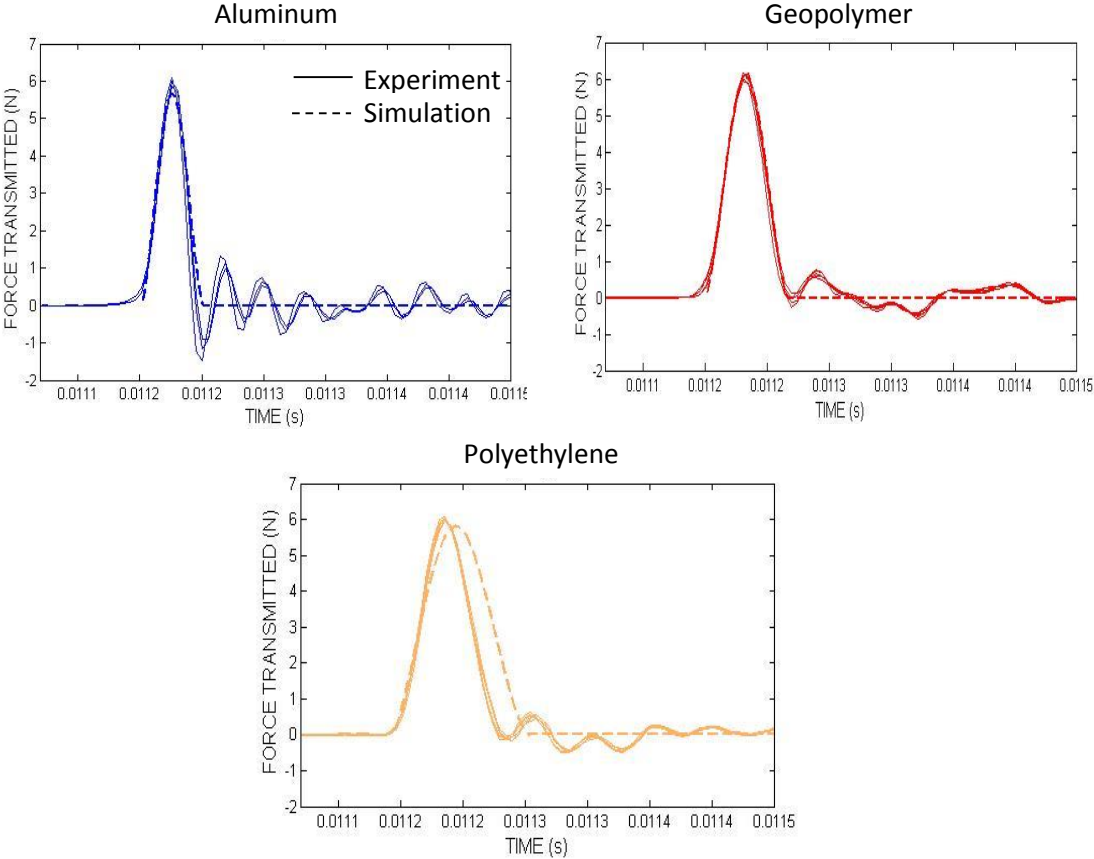 Aluminum
7
6
5
4
3
2
1
0
-1
-2
FORCE TRANSMITTED (N)
Experiment
Simulation
0.0111 0.0112 0.0112 0.0113 0.0113 0.0114 0.0114 0.0115
TIME (s)
Geopolymer
7
6
5
4
3
2
1
0
-1
-2
FORCE TRANSMITTED (N)
0.0111 0.0112 0.0112 0.0113 0.0113 0.0114 0.0114 0.0115
TIME (s)
Polyethylene
7
6
5
4
3
2
1
0
-1
-2
FORCE TRANSMITTED (N)
0.0111 0.0112 0.0112 0.0113 0.0113 0.0114 0.0114 0.0115
TIME (s)